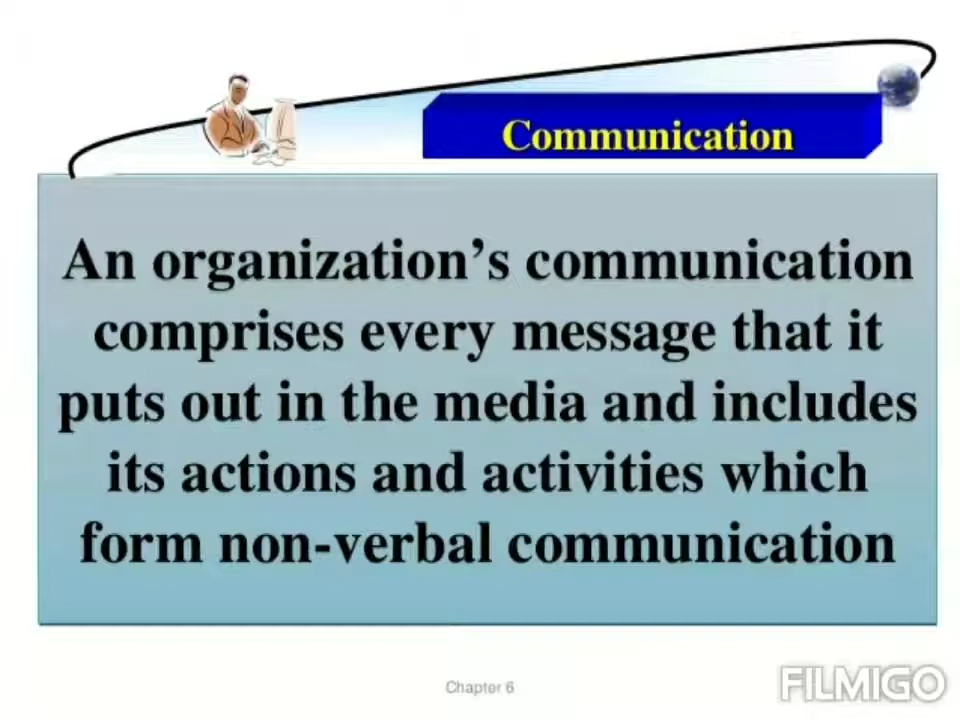 Communication
An organization’s communication
comprises every message that it
puts out in the media and includes
its actions and activities which
form non-verbal communication
Chapter 6
FILMIGO